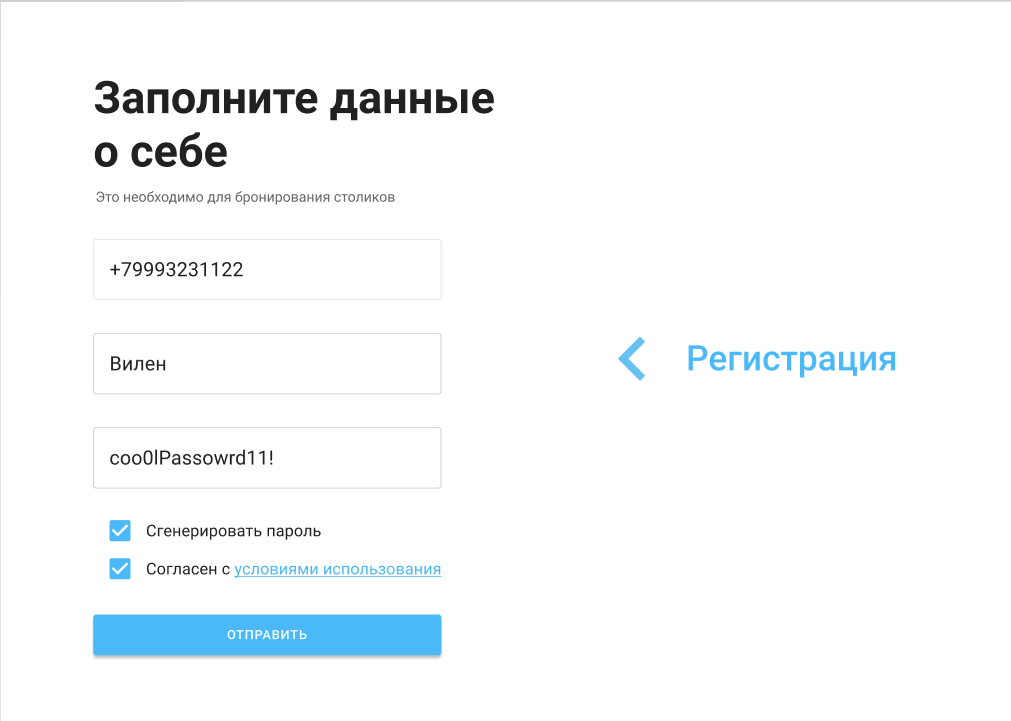 Заполните данные
о себе
Это необходимо для бронирования столиков
+79993231122
Вилен
coo0lPassowrd11!
Сгенерировать пароль
Согласен с условиями использования
ОТПРАВИТЬ
Регистрация